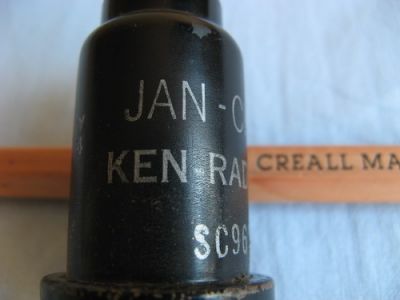 JAN - C
KEN - RAD
SC96
CREALL MA